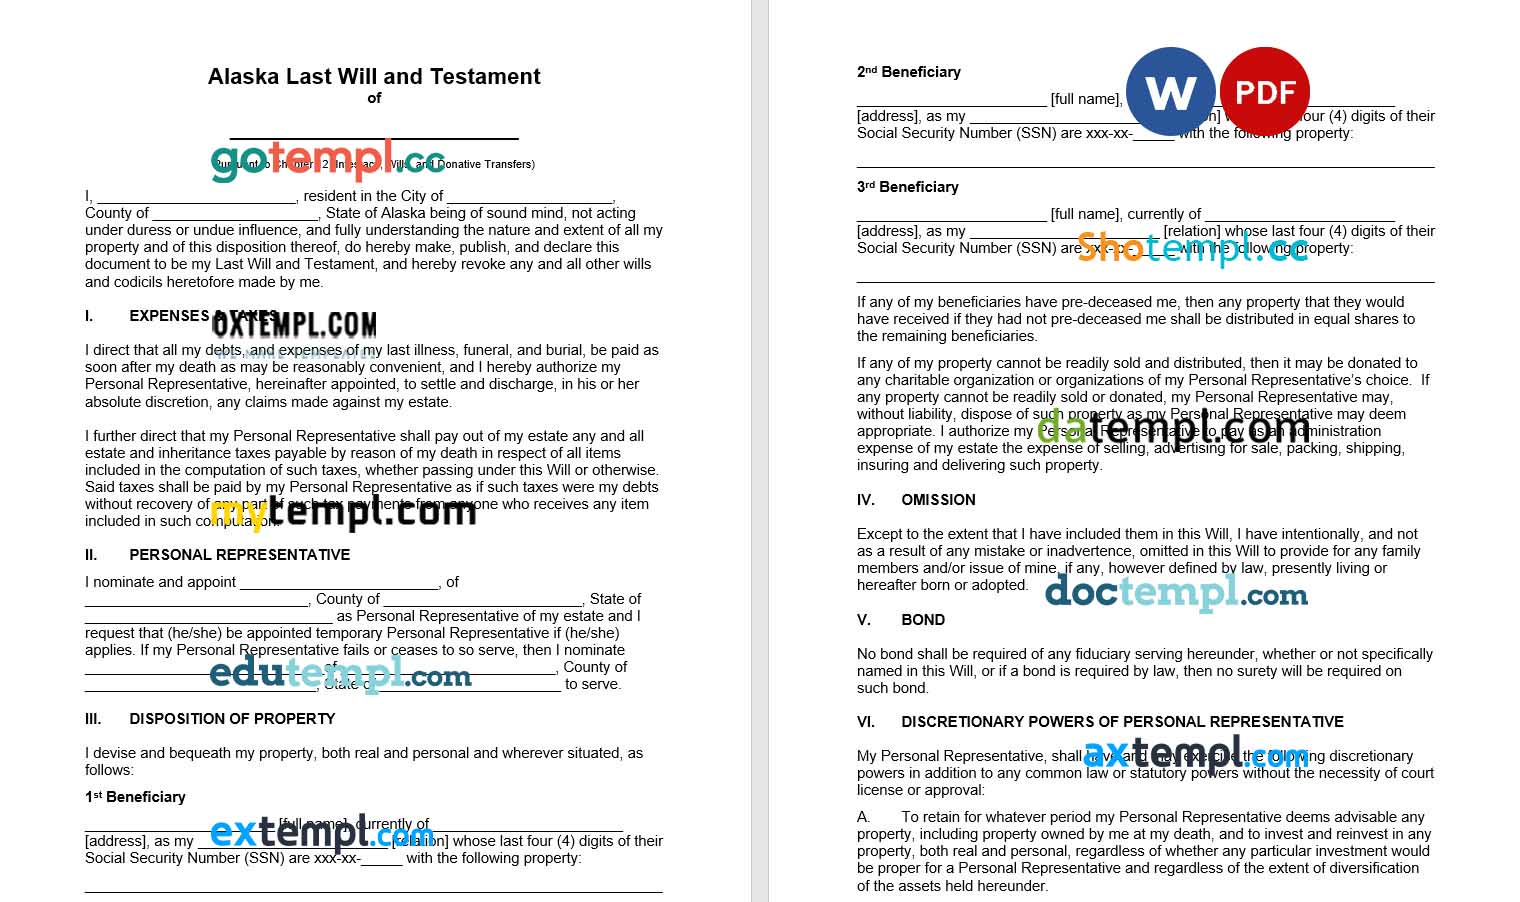 Alaska Last Will and Testament
of
gotempl.cc
Pursuant to Chapter 12 (Intestacy, Wills, and Donative Transfers)
I, ________________________, resident in the City of ____________________,
County of ____________________, State of Alaska being of sound mind, not acting
under duress or undue influence, and fully understanding the nature and extent of all my
property and of this disposition thereof, do hereby make, publish, and declare this
document to be my Last Will and Testament, and hereby revoke any and all other wills
and codicils heretofore made by me.
I. EXPENSES & TAXES
OXTEMPL.COM
WE MAKE TEMPLATES
I direct that all my debts, and expenses of my last illness, funeral, and burial, be paid as
soon after my death as may be reasonably convenient, and I hereby authorize my
Personal Representative, hereinafter appointed, to settle and discharge, in his or her
absolute discretion, any claims made against my estate.
I further direct that my Personal Representative shall pay out of my estate any and all
estate and inheritance taxes payable by reason of my death in respect of all items
included in the computation of such taxes, whether passing under this Will or otherwise.
Said taxes shall be paid by my Personal Representative as if such taxes were my debts
without recovery of any part of such tax payments from anyone who receives any item
included in such computation.
mytempl.com
II. PERSONAL REPRESENTATIVE
I nominate and appoint ________________________, of
___________________________, County of ________________________, State of
______________________________ as Personal Representative of my estate and I
request that (he/she) be appointed temporary Personal Representative if (he/she)
applies. If my Personal Representative fails or ceases to so serve, then I nominate
_____________________________ of __________________________, County of
____________________________, State of _______________________ to serve.
edutempl.com
III. DISPOSITION OF PROPERTY
I devise and bequeath my property, both real and personal and wherever situated, as
follows:
1st Beneficiary
_______________________ [full name], currently of _______________________
[address], as my _______________________ [relation] whose last four (4) digits of their
Social Security Number (SSN) are xxx-xx-_____ with the following property:
extempl.com
2nd Beneficiary
W PDF
_______________________ [full name], _______________________
[address], as my _______________________ four (4) digits of their
Social Security Number (SSN) are xxx-xx-_____ with the following property:
3rd Beneficiary
_______________________ [full name], currently of _______________________
[address], as my _______________________ [relation] whose last four (4) digits of their
Social Security Number (SSN) are xxx-xx-_____ with the following property:
Shotempl.cc
If any of my beneficiaries have pre-deceased me, then any property that they would
have received if they had not pre-deceased me shall be distributed in equal shares to
the remaining beneficiaries.
If any of my property cannot be readily sold and distributed, then it may be donated to
any charitable organization or organizations of my Personal Representative's choice. If
any property cannot be readily sold or donated, my Personal Representative may,
without liability, dispose of such property as my Personal Representative may deem
appropriate. I authorize my Personal Representative to pay as an administration
expense of my estate the expense of selling, advertising for sale, packing, shipping,
insuring and delivering such property.
datempl.com
IV. OMISSION
Except to the extent that I have included them in this Will, I have intentionally, and not
as a result of any mistake or inadvertence, omitted in this Will to provide for any family
members and/or issue of mine, if any, however defined by law, presently living or
hereafter born or adopted.
doctempl.com
V. BOND
No bond shall be required of any fiduciary serving hereunder, whether or not specifically
named in this Will, or if a bond is required by law, then no surety will be required on
such bond.
VI. DISCRETIONARY POWERS OF PERSONAL REPRESENTATIVE
My Personal Representative, shall have and may exercise the following discretionary
powers in addition to any common law or statutory powers without the necessity of court
license or approval:
axtempl.com
A. To retain for whatever period my Personal Representative deems advisable any
property, including property owned by me at my death, and to invest and reinvest in any
property, both real and personal, regardless of whether any particular investment would
be proper for a Personal Representative and regardless of the extent of diversification
of the assets held hereunder.